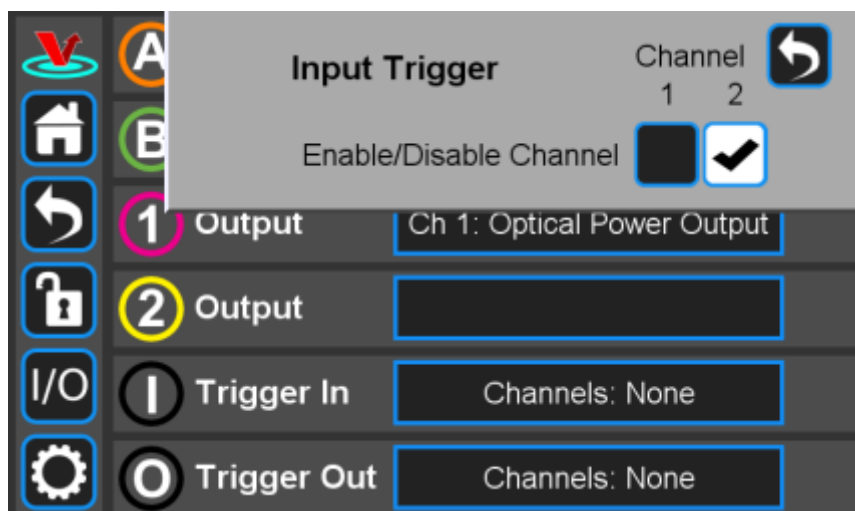 A
Input Trigger
Channel
1 2
B
Enable/Disable Channel
1 Output
Ch 1: Optical Power Output
2 Output
I/O
I Trigger In
Channels: None
O Trigger Out
Channels: None